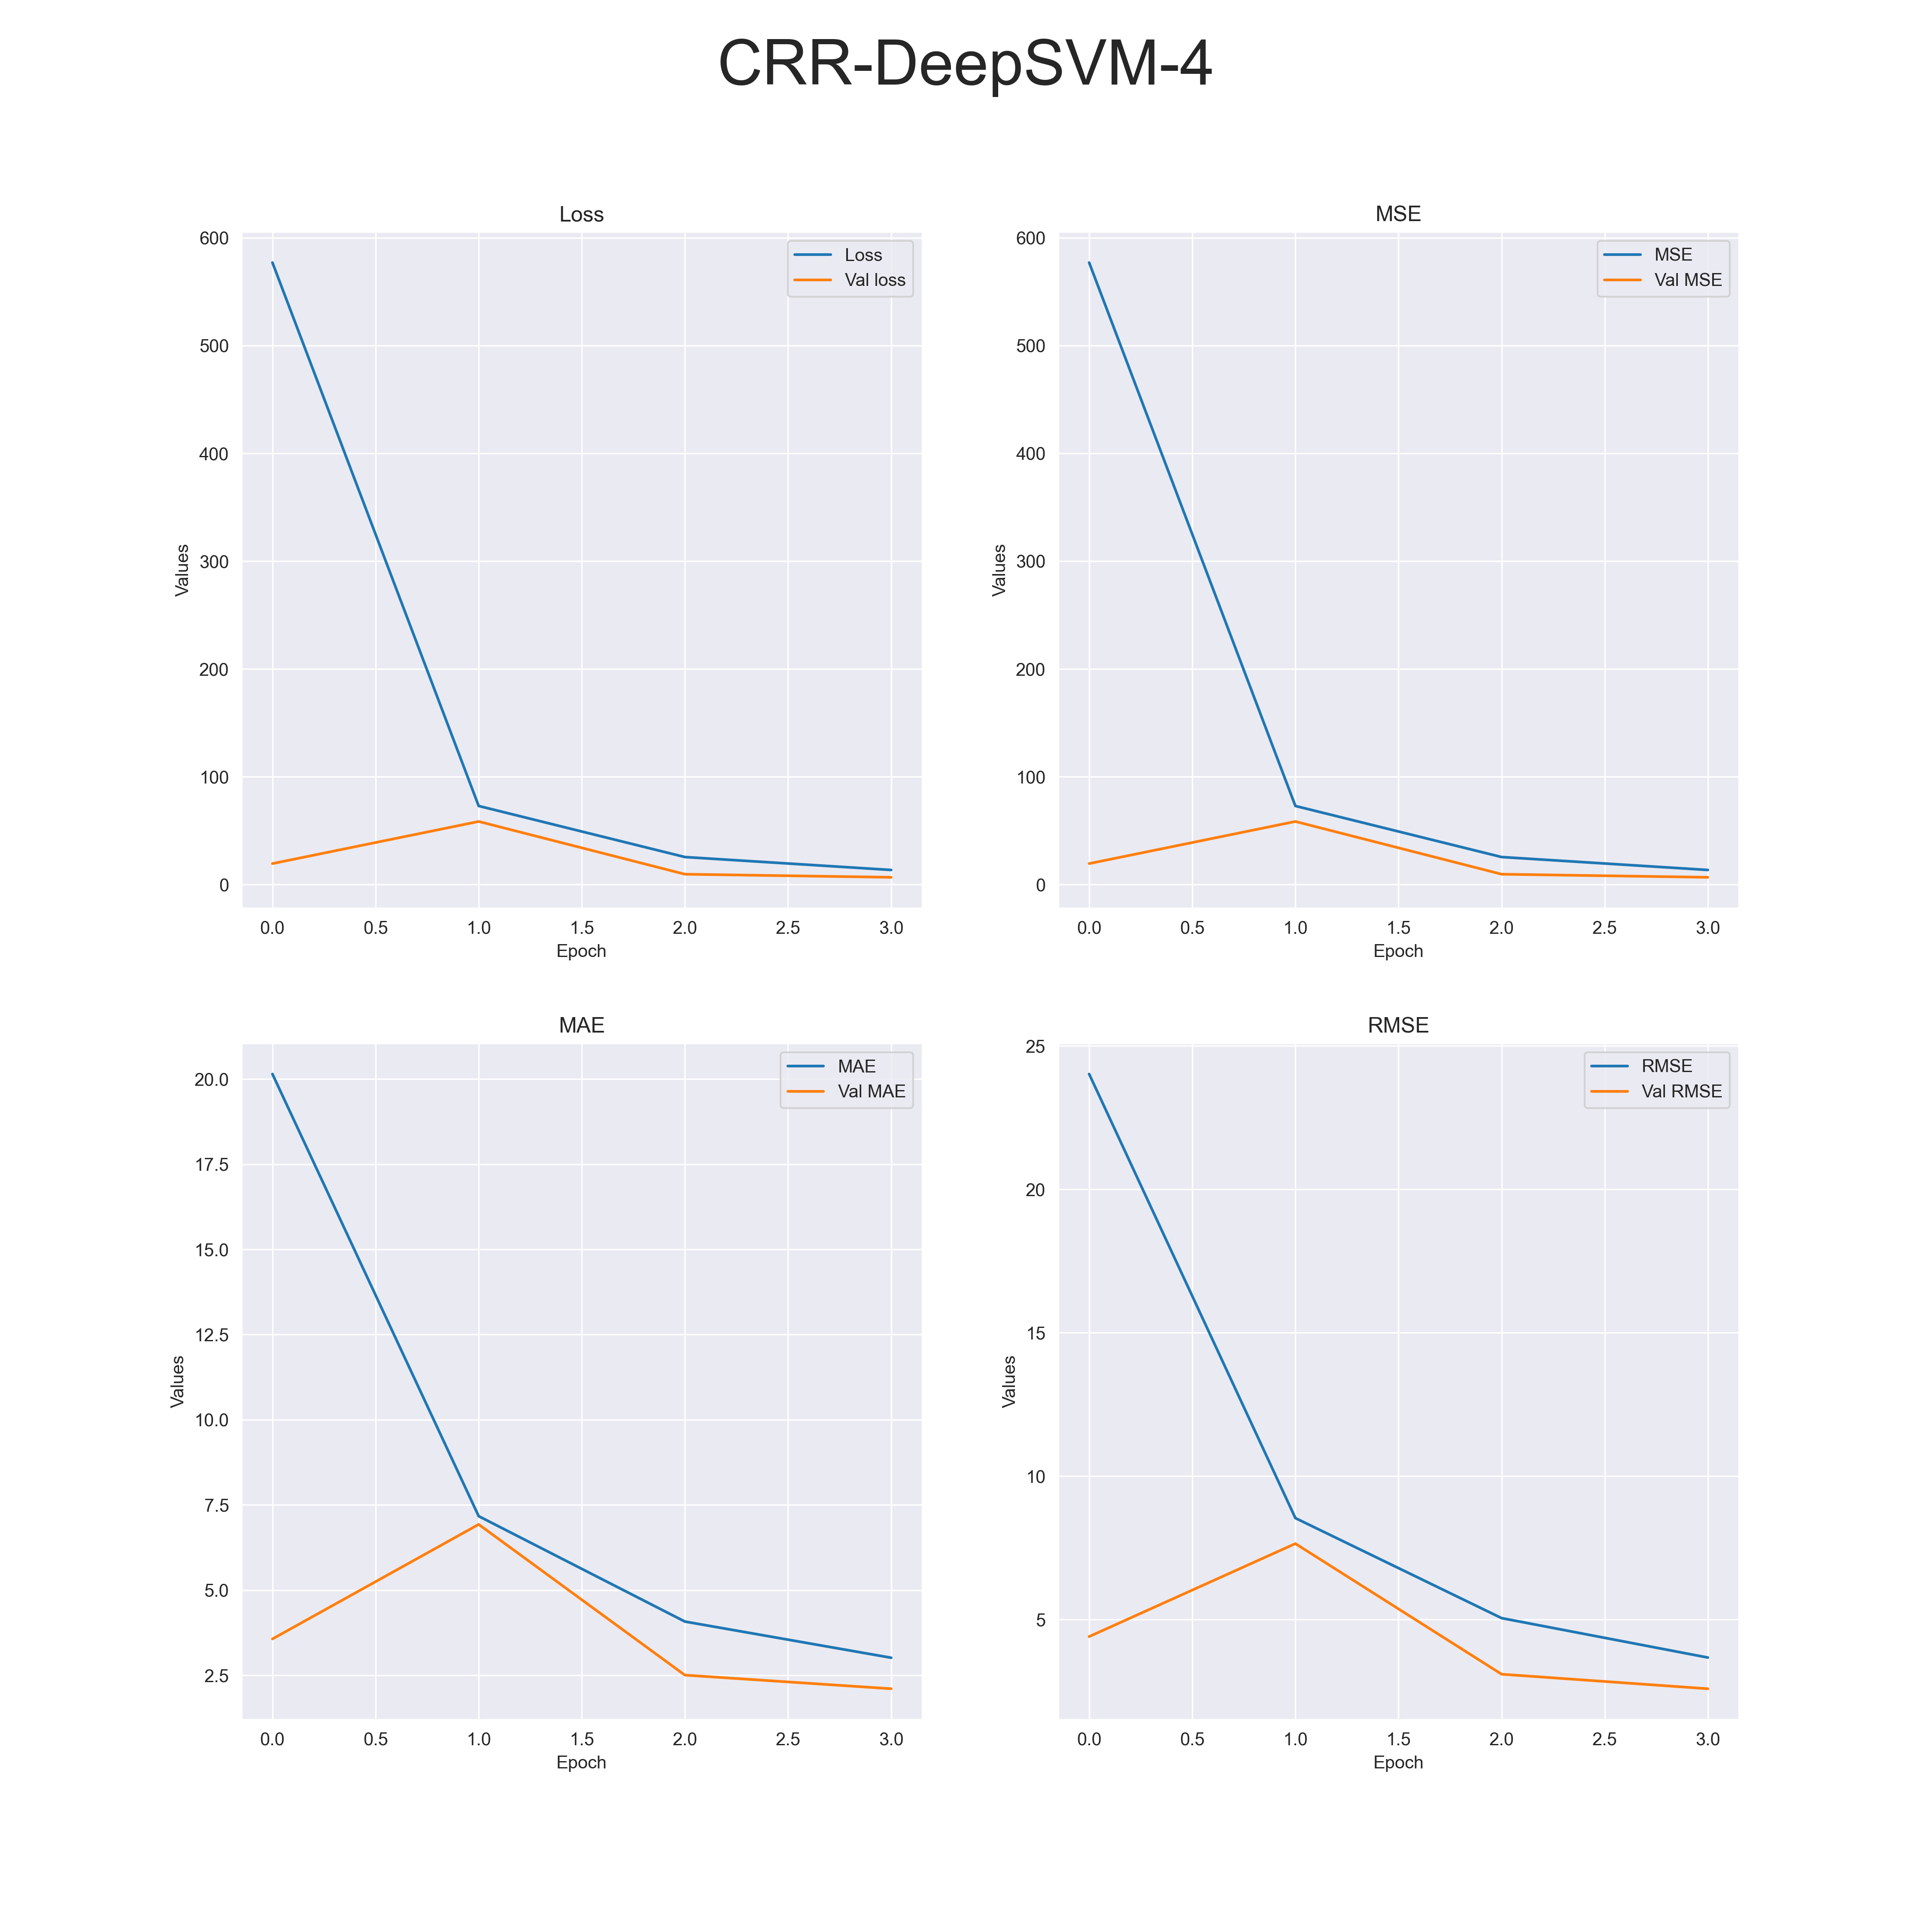 CRR-DeepSVM-4
Loss
600
500
400
300
200
100
0
Values
0.0 0.5 1.0 1.5 2.0 2.5 3.0
Epoch
Loss
Val loss
MSE
600
500
400
300
200
100
0
Values
0.0 0.5 1.0 1.5 2.0 2.5 3.0
Epoch
MSE
Val MSE
MAE
20.0
17.5
15.0
12.5
10.0
7.5
5.0
2.5
Values
0.0 0.5 1.0 1.5 2.0 2.5 3.0
Epoch
MAE
Val MAE
RMSE
25
20
15
10
5
Values
0.0 0.5 1.0 1.5 2.0 2.5 3.0
Epoch
RMSE
Val RMSE